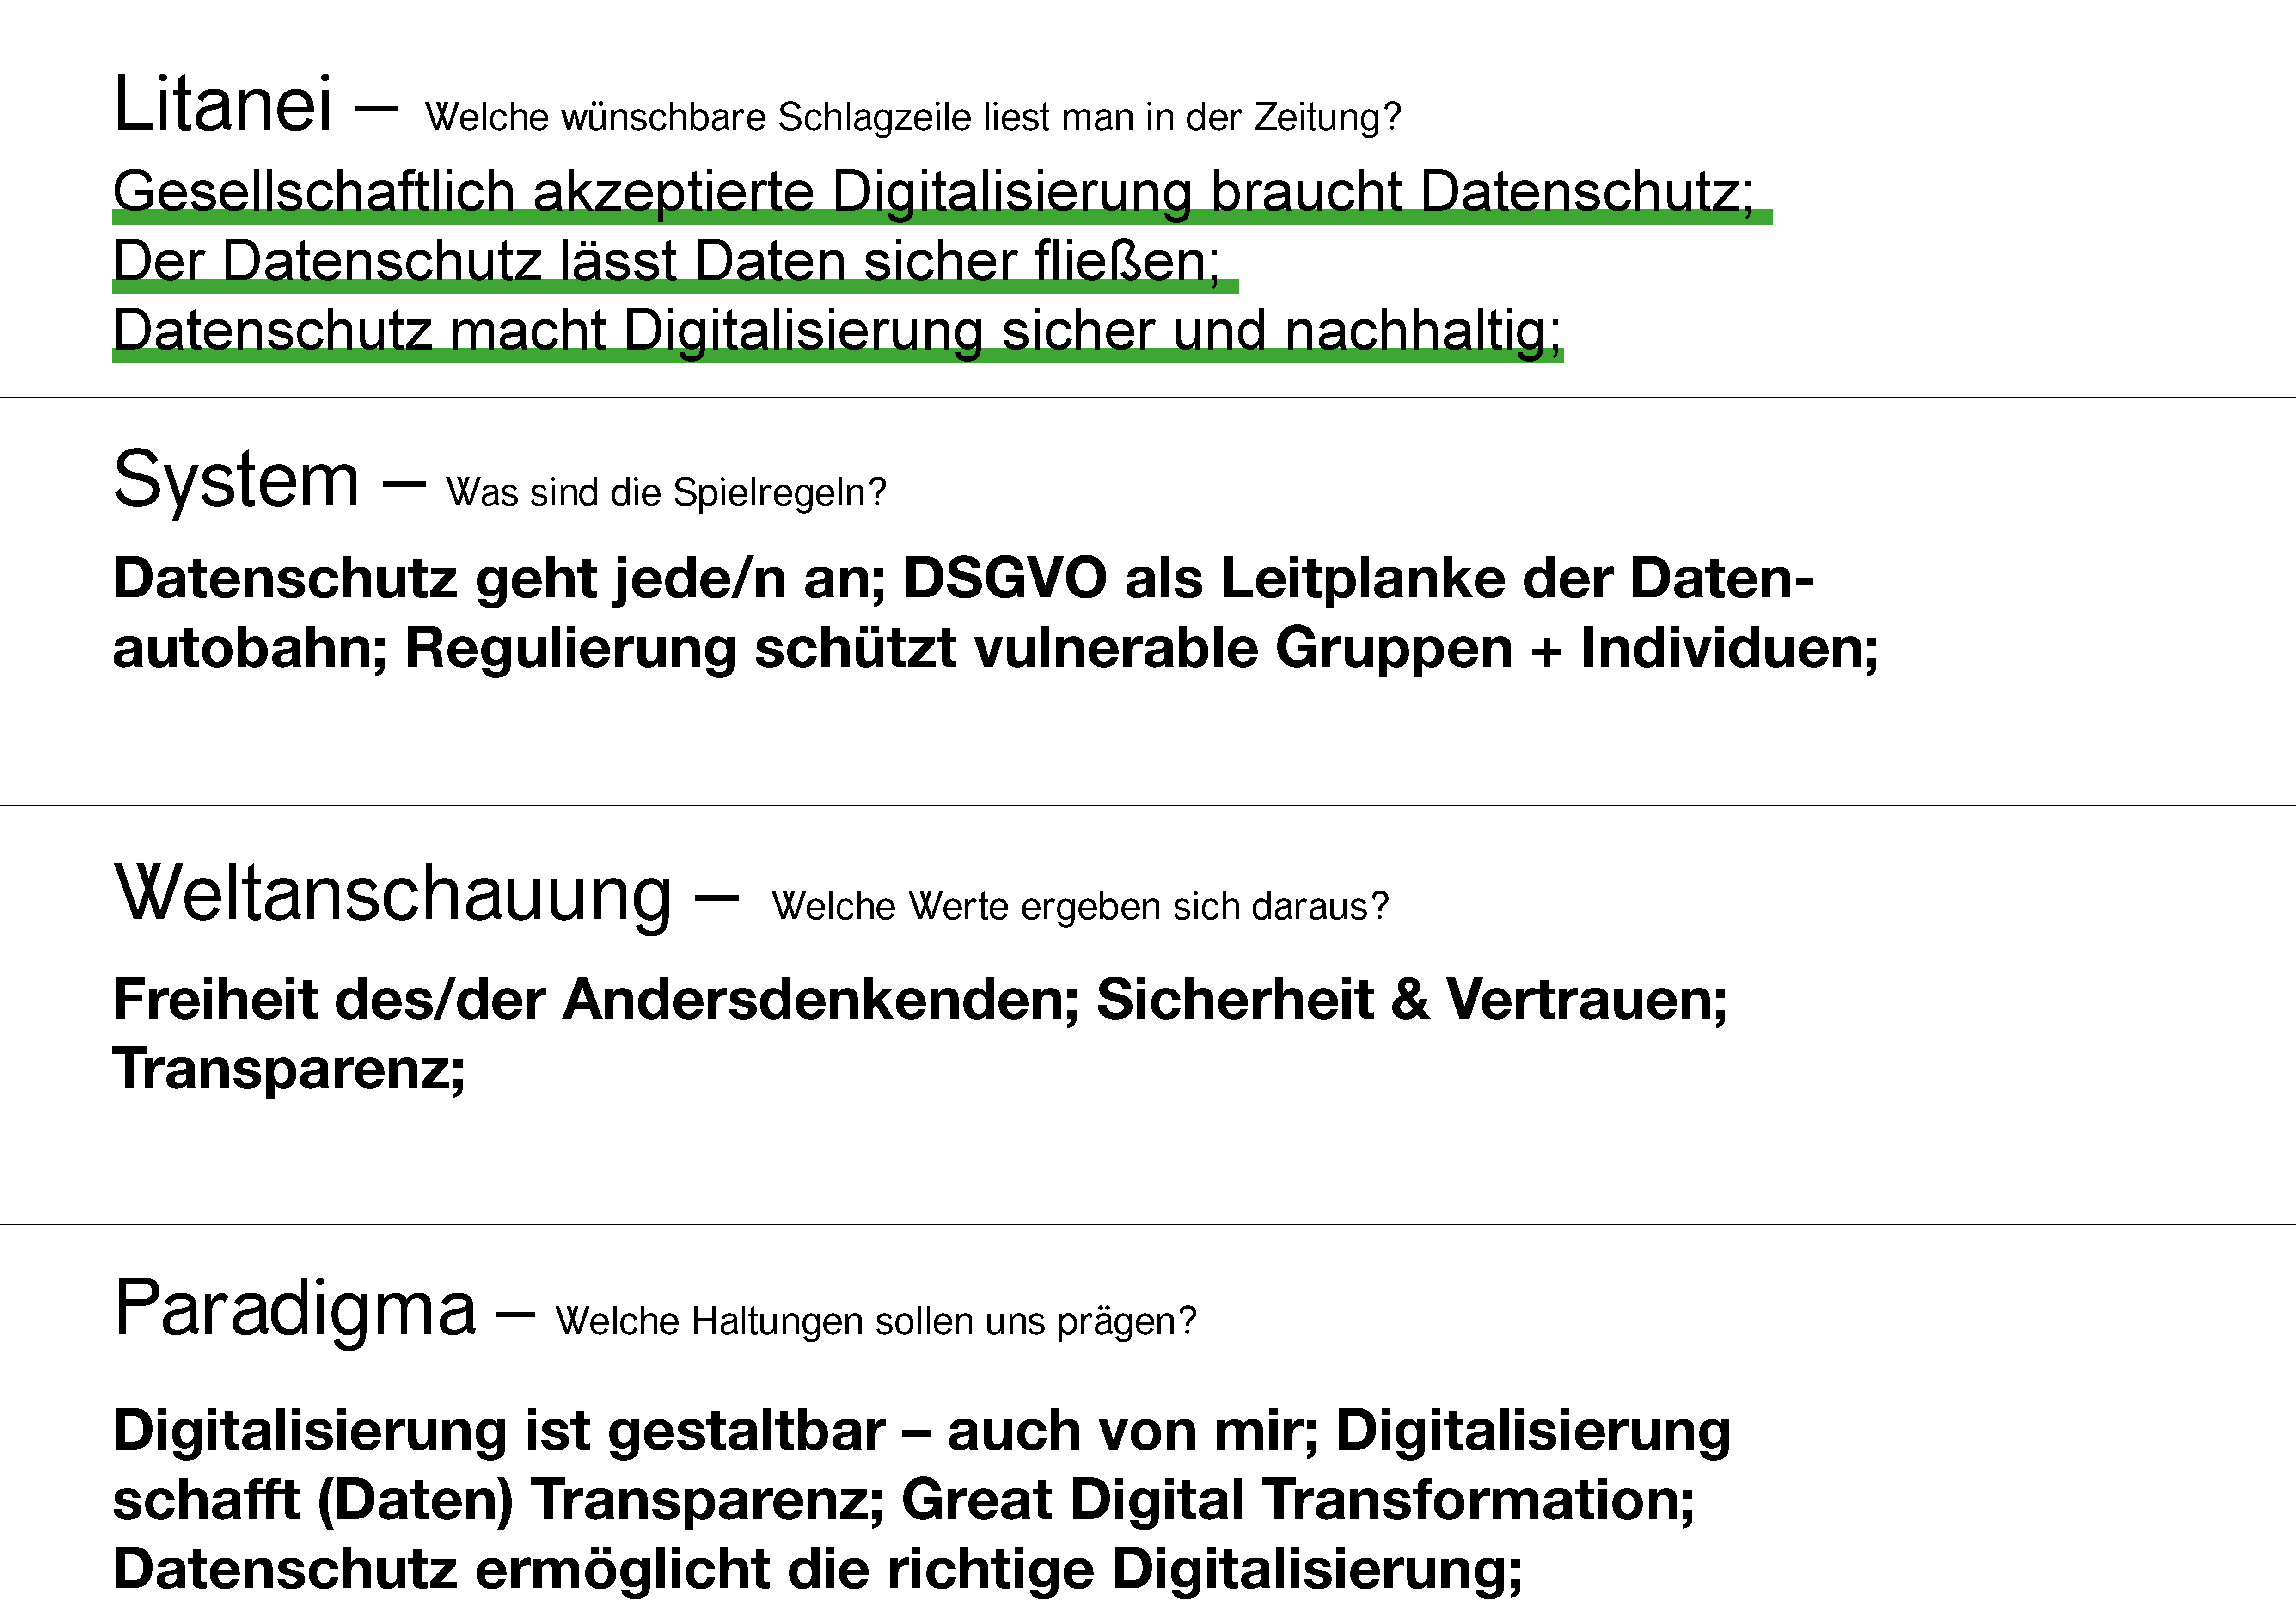 Litanei – Welche wünschbare Schlagzeile liest man in der Zeitung?
Gesellschaftlich akzeptierte Digitalisierung braucht Datenschutz;
Der Datenschutz lässt Daten sicher fließen;
Datenschutz macht Digitalisierung sicher und nachhaltig;
System – Was sind die Spielregeln?
Datenschutz geht jede/n an; DSGVO als Leitplanke der Daten-
autobahn; Regulierung schützt vulnerable Gruppen + Individuen;
Weltanschauung – Welche Werte ergeben sich daraus?
Freiheit des/der Andersdenkenden; Sicherheit & Vertrauen;
Transparenz;
Paradigma – Welche Haltungen sollen uns prägen?
Digitalisierung ist gestaltbar – auch von mir; Digitalisierung
schafft (Daten) Transparenz; Great Digital Transformation;
Datenschutz ermöglicht die richtige Digitalisierung;